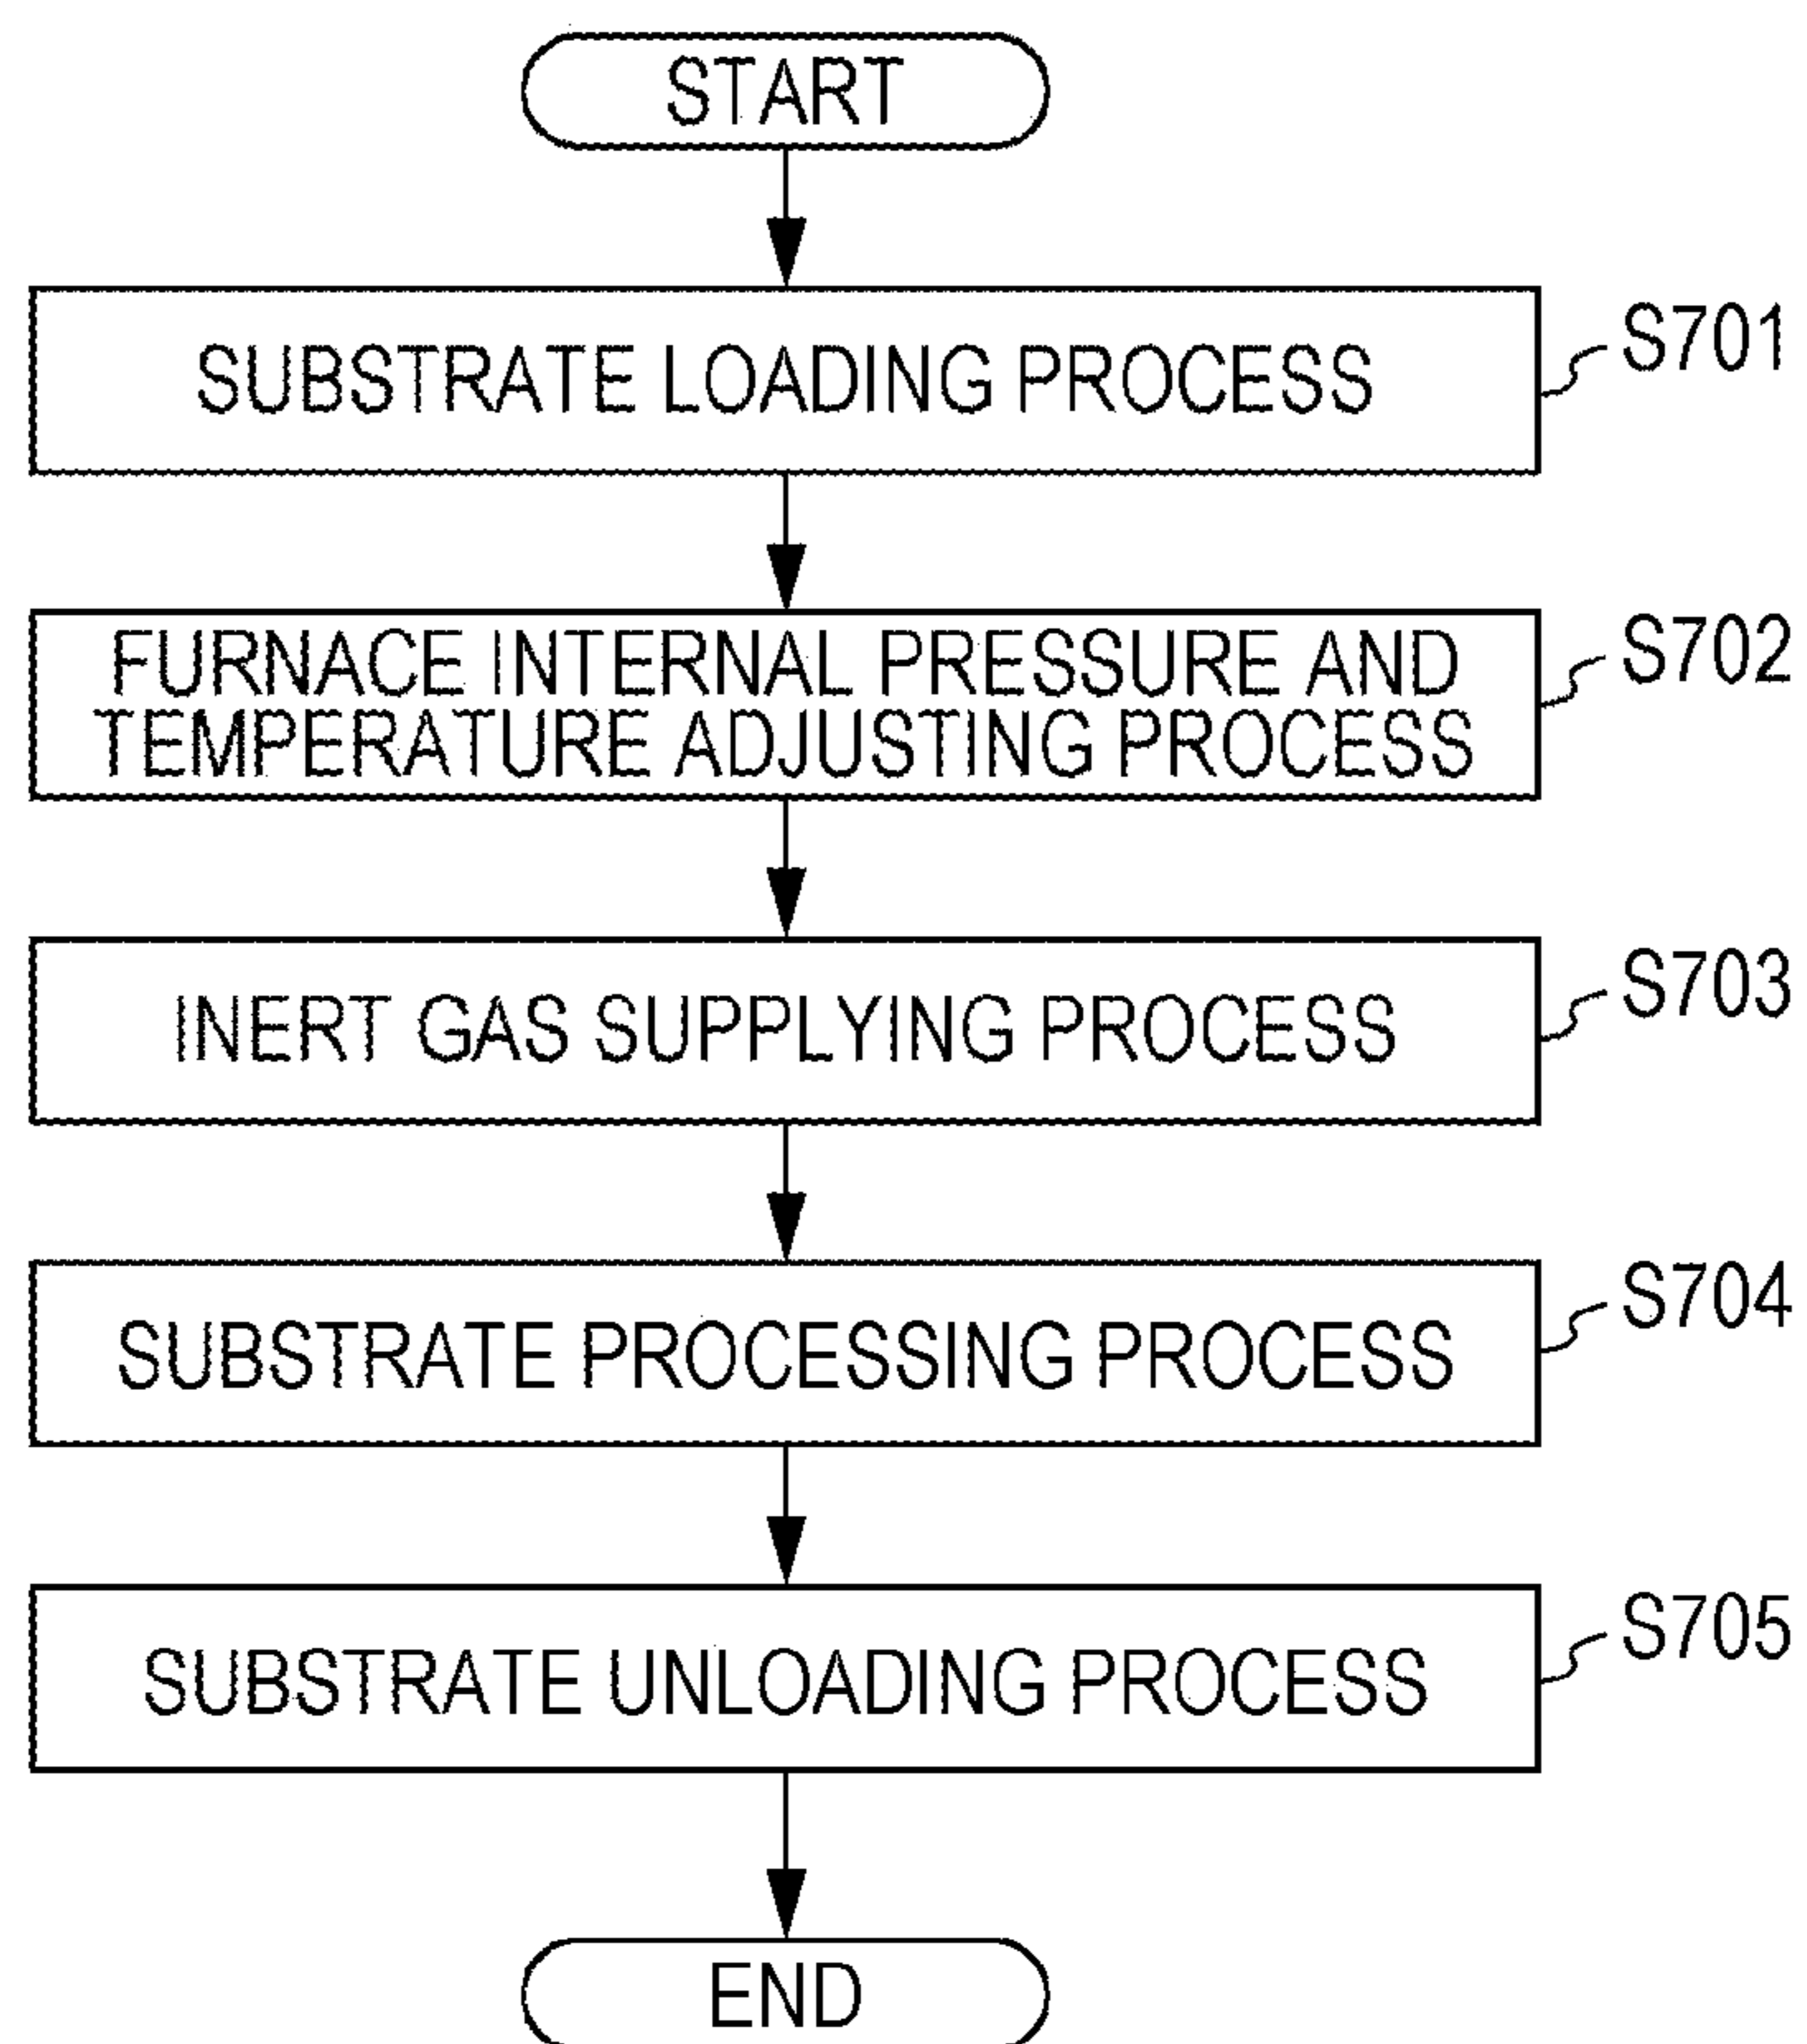 START
SUBSTRATE LOADING PROCESS
S701
FURNACE INTERNAL PRESSURE AND
TEMPERATURE ADJUSTING PROCESS
S702
INERT GAS SUPPLYING PROCESS
S703
SUBSTRATE PROCESSING PROCESS
S704
SUBSTRATE UNLOADING PROCESS
S705
END